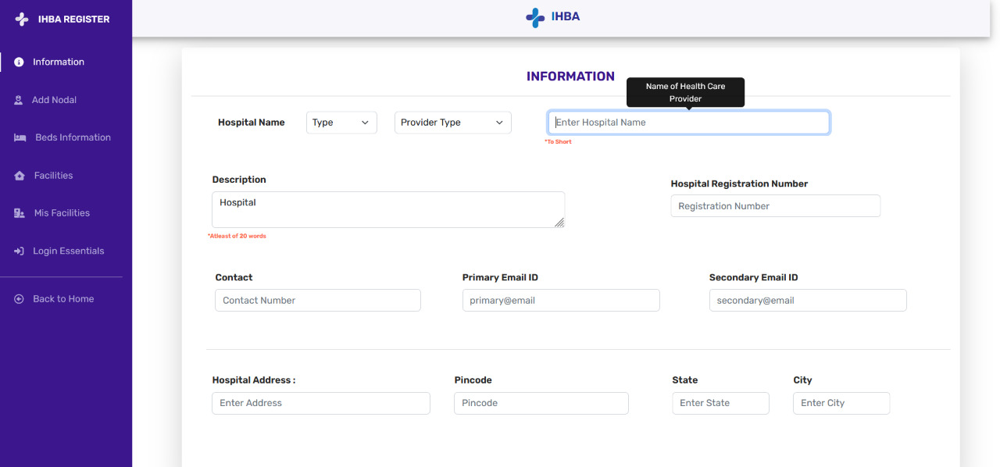 IHBA REGISTER
Information
Add Nodal
Beds Information
Facilities
Mis Facilities
Login Essentials
Back to Home
IHBA
INFORMATION
Name of Health Care
Provider
Hospital Name
Type
Provider Type
Enter Hospital Name
*To Short
Description
Hospital
*Atleast of 20 words
Hospital Registration Number
Registration Number
Contact
Contact Number
Primary Email ID
primary@email
Secondary Email ID
secondary@email
Hospital Address :
Enter Address
Pincode
Pincode
State
Enter State
City
Enter City